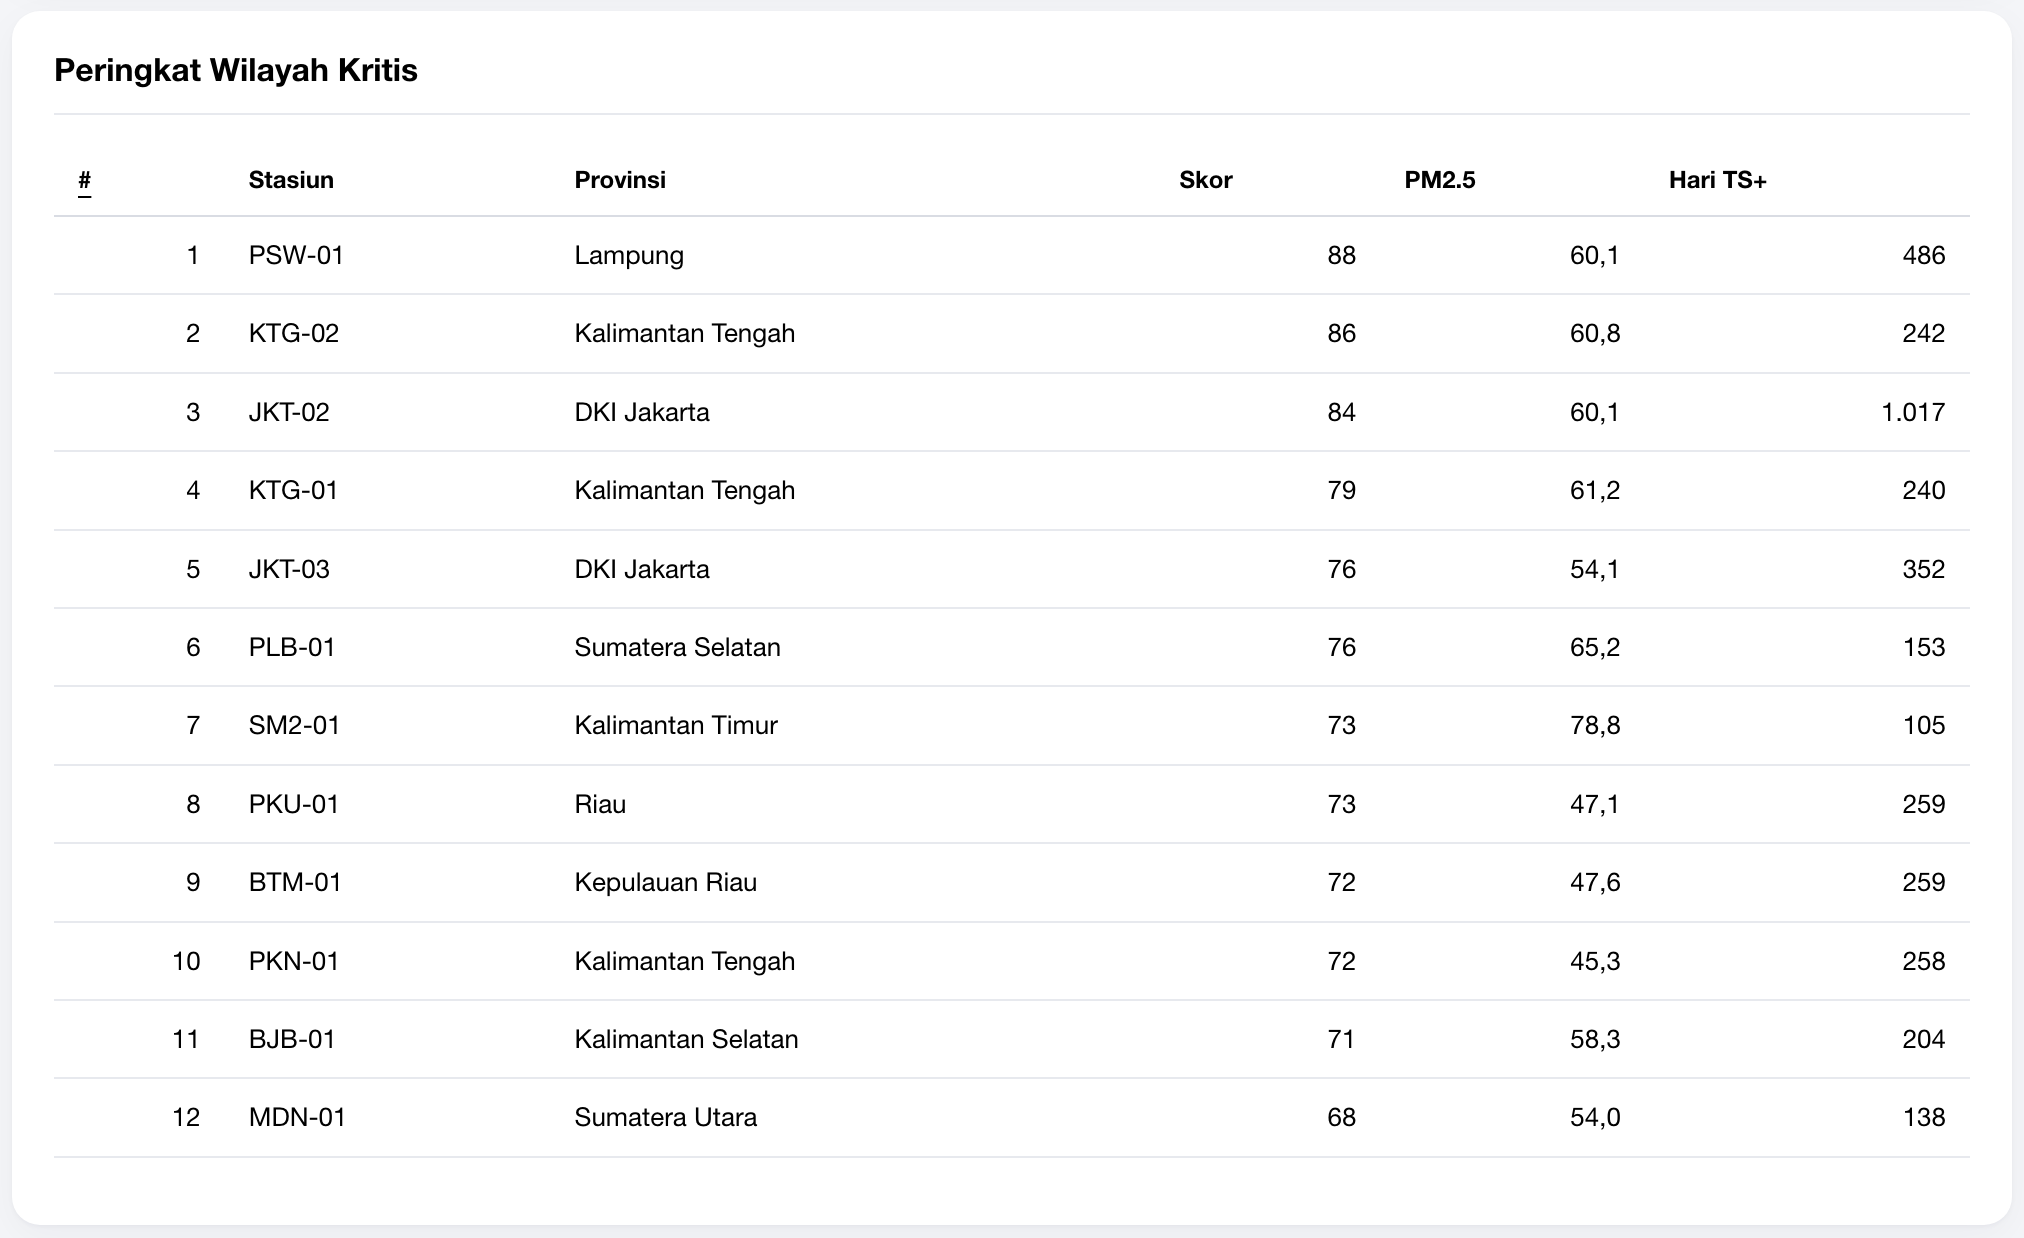 Peringkat Wilayah Kritis
# Stasiun Provinsi Skor PM2.5 Hari TS+
1 PSW-01 Lampung 88 60,1 486
2 KTG-02 Kalimantan Tengah 86 60,8 242
3 JKT-02 DKI Jakarta 84 60,1 1.017
4 KTG-01 Kalimantan Tengah 79 61,2 240
5 JKT-03 DKI Jakarta 76 54,1 352
6 PLB-01 Sumatera Selatan 76 65,2 153
7 SM2-01 Kalimantan Timur 73 78,8 105
8 PKU-01 Riau 73 47,1 259
9 BTM-01 Kepulauan Riau 72 47,6 259
10 PKN-01 Kalimantan Tengah 72 45,3 258
11 BJB-01 Kalimantan Selatan 71 58,3 204
12 MDN-01 Sumatera Utara 68 54,0 138